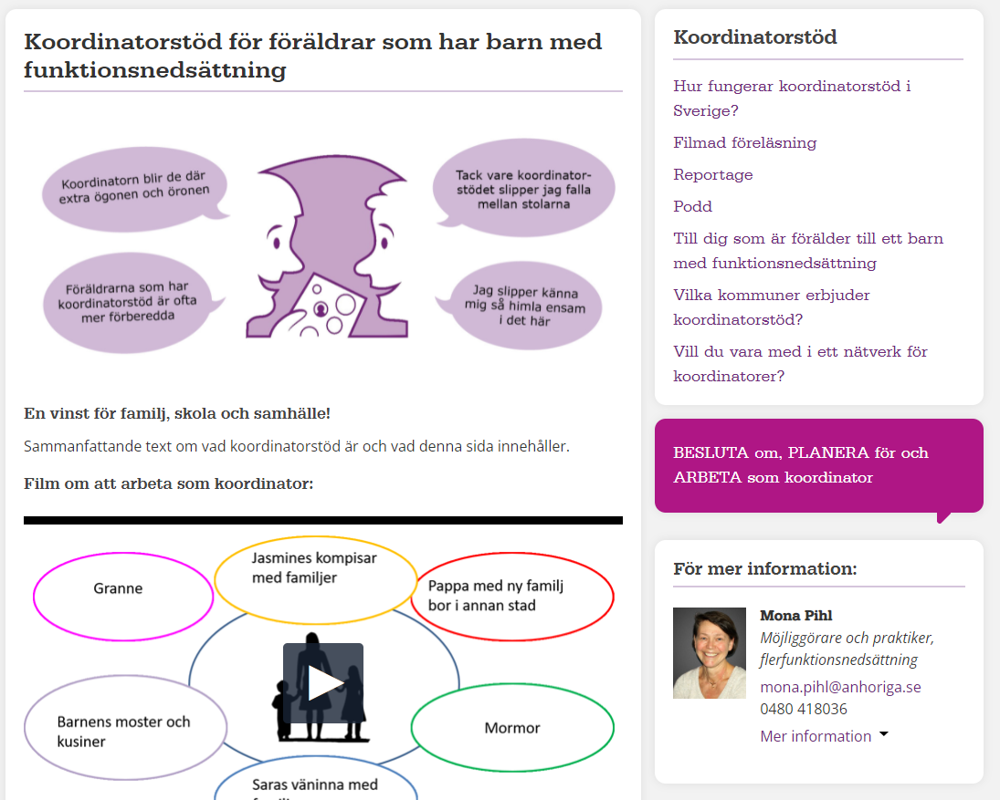 Koordinatorstöd för föräldrar som har barn med
funktionsnedsättning
Koordinatorn blir de där
extra ögonen och öronen
Tack vare koordinator-
stödet slipper jag falla
mellan stolarna
Föräldrarna som har
koordinatorstöd är ofta
mer förberedda
Jag slipper känna
mig så himla ensam
i det här
En vinst för familj, skola och samhälle!
Sammanfattande text om vad koordinatorstöd är och vad denna sida innehåller.
Film om att arbeta som koordinator:
Granne
Jasmines kompisar
med familjer
Pappa med ny familj
bor i annan stad
Barnens moster och
kusiner
Mormor
Saras väninna med
Koordinatorstöd
Hur fungerar koordinatorstöd i
Sverige?
Filmad föreläsning
Reportage
Podd
Till dig som är förälder till ett barn
med funktionsnedsättning
Vilka kommuner erbjuder
koordinatorstöd?
Vill du vara med i ett nätverk för
koordinatorer?
BESLUTA om, PLANERA för och
ARBETA som koordinator
För mer information:
Mona Pihl
Möjliggörare och praktiker,
flerfunktionsnedsättning
mona.pihl@anhoriga.se
0480 418036
Mer information